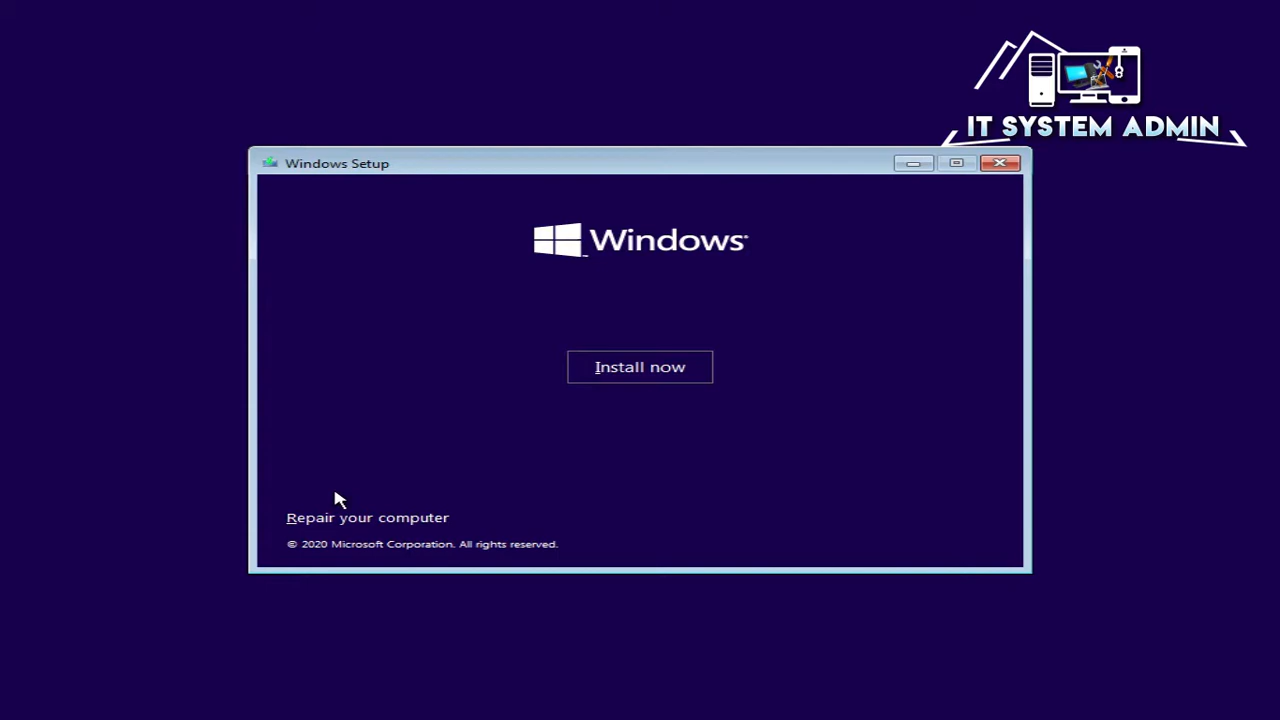 IT SYSTEM ADMIN
Windows Setup
Windows
Install now
Repair your computer
© 2020 Microsoft Corporation. All rights reserved.